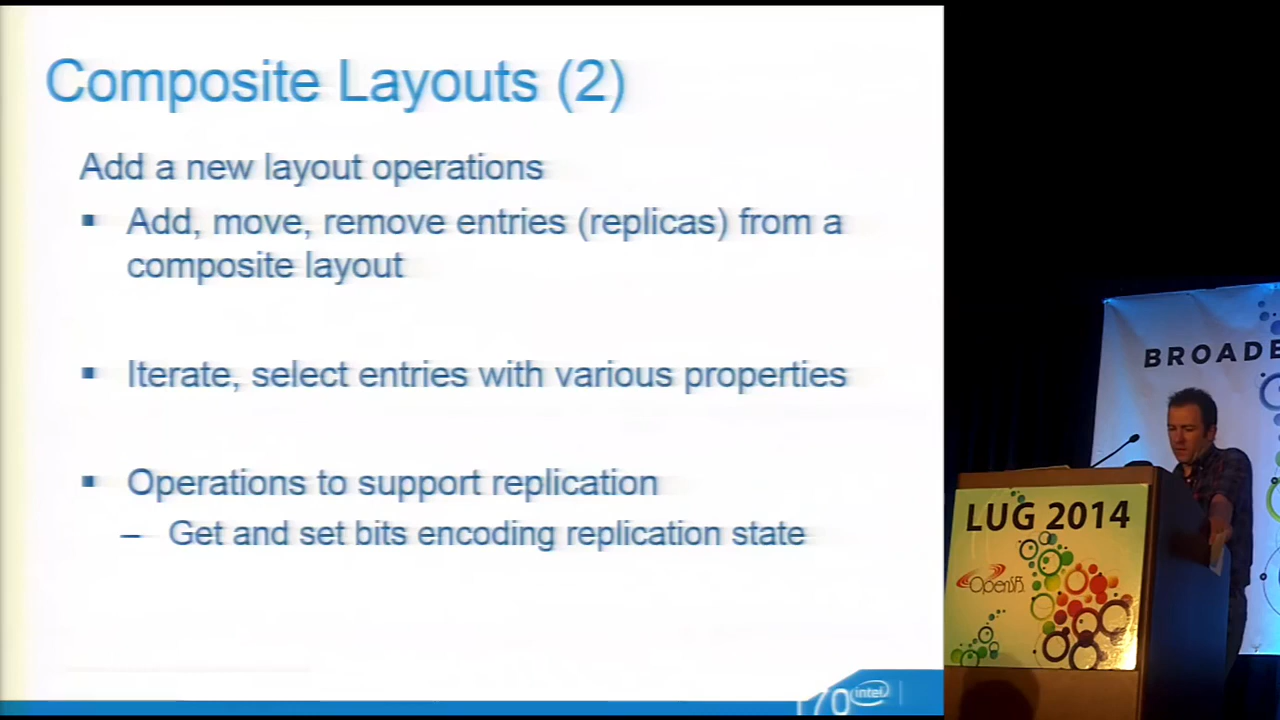 Composite Layouts (2)
Add a new layout operations
▪ Add, move, remove entries (replicas) from a
composite layout
▪ Iterate, select entries with various properties
▪ Operations to support replication
– Get and set bits encoding replication state
intel
BROADE
LUG 2014
OpenSFS